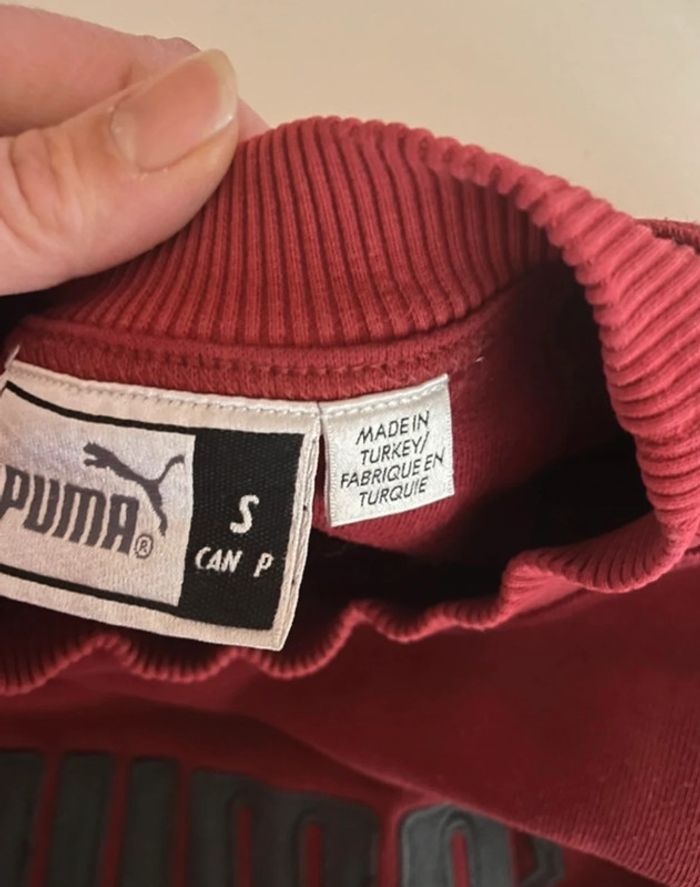 PUMA®
S
CAN P
MADE IN
TURKEY/
FABRIQUE EN
TURQUIE